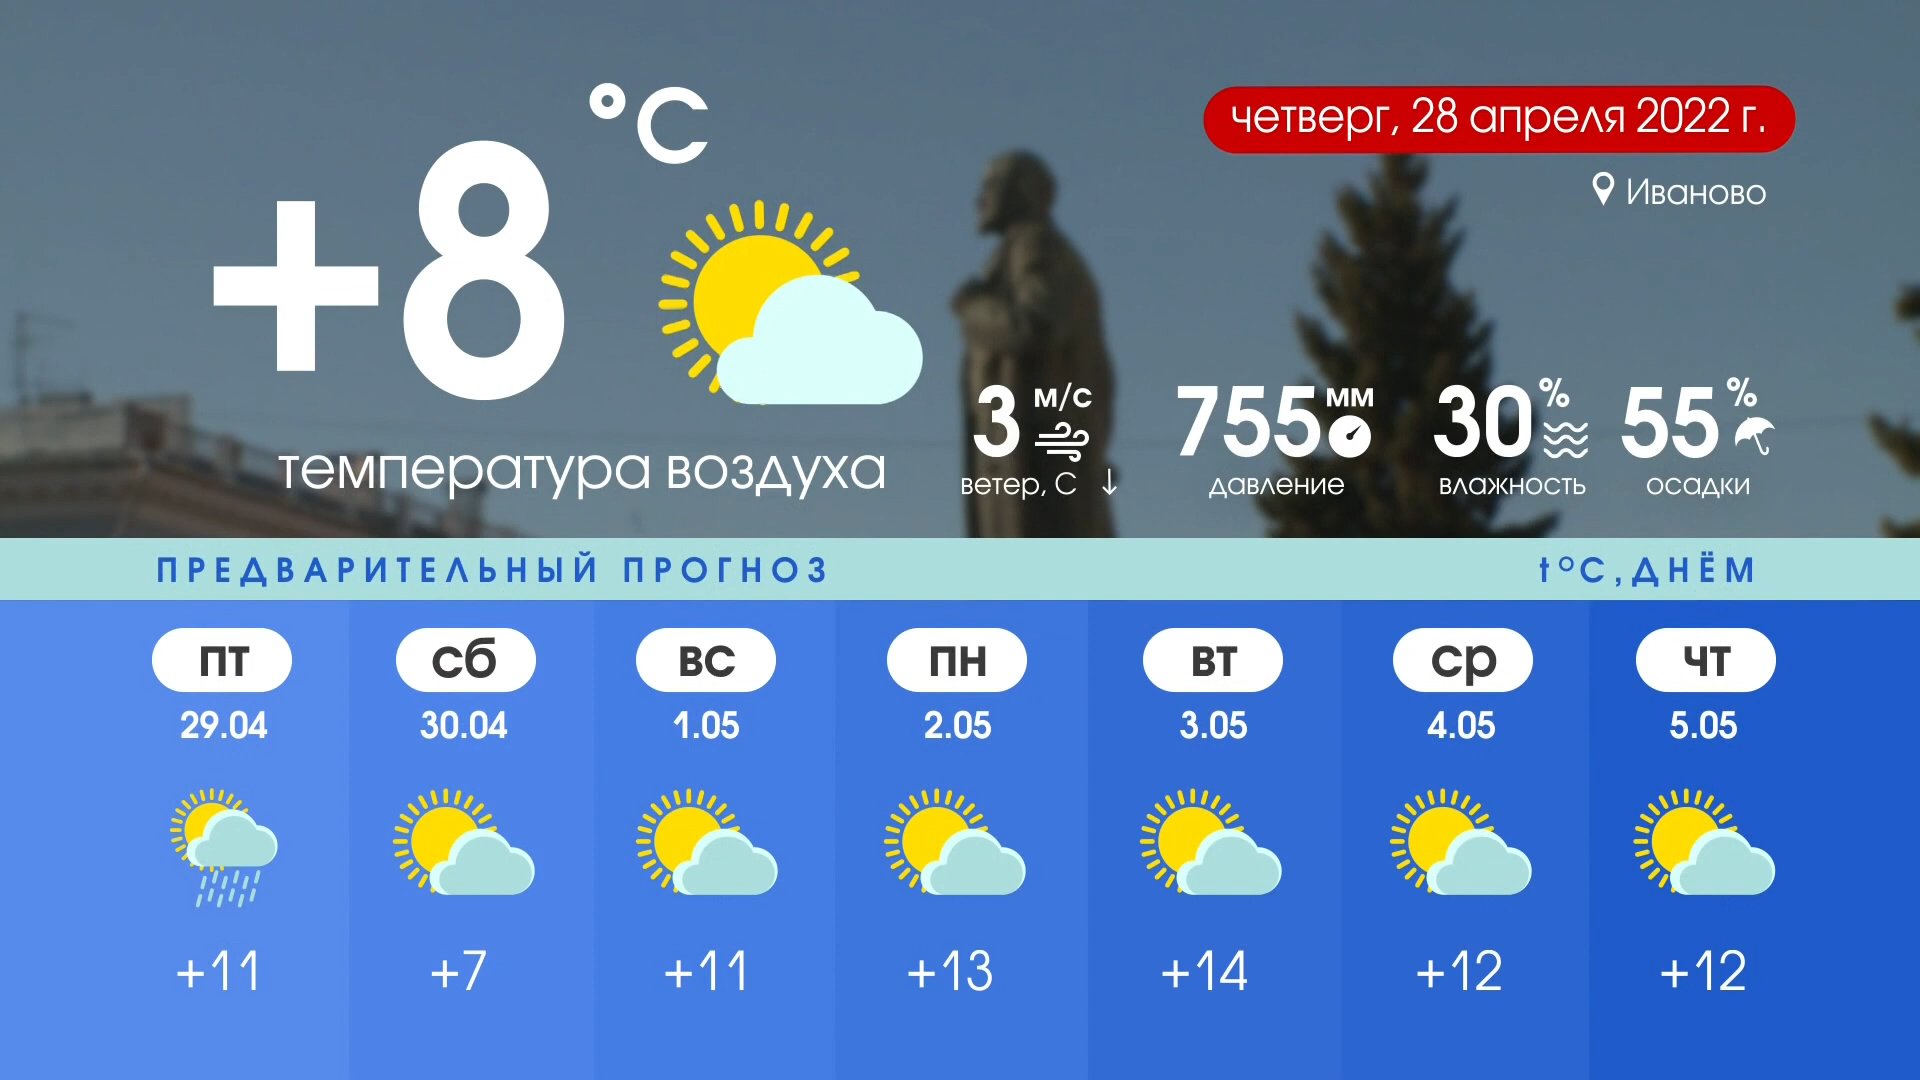 +8 °C
четверг, 28 апреля 2022 г.
Иваново
температура воздуха
3 м/с
ветер, С ↓
755 мм
давление
30 %
влажность
55 %
осадки
ПРЕДВАРИТЕЛЬНЫЙ ПРОГНОЗ
t°C, ДНЁМ
пт сб вс пн вт ср чт
29.04 30.04 1.05 2.05 3.05 4.05 5.05
+11 +7 +11 +13 +14 +12 +12